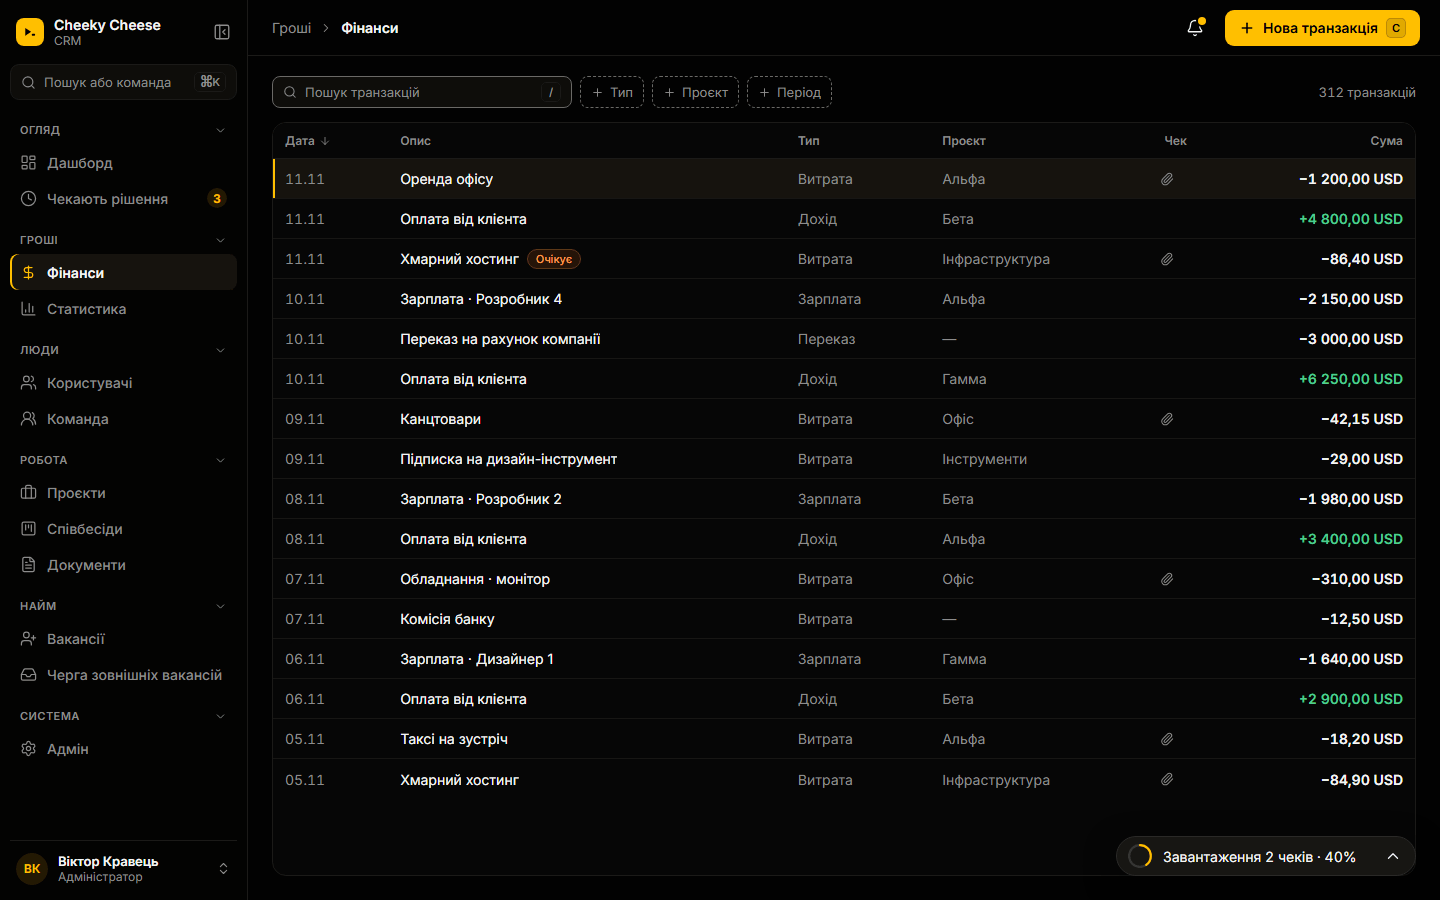 Cheeky Cheese
CRM
Пошук або команда ⌘K
ОГЛЯД
Дашборд
Чекають рішення 3
ГРОШІ
Фінанси
Статистика
ЛЮДИ
Користувачі
Команда
РОБОТА
Проєкти
Співбесіди
Документи
НАЙМ
Вакансії
Черга зовнішніх вакансій
СИСТЕМА
Адмін
ВК Віктор Кравець
Адміністратор
Гроші > Фінанси
+ Нова транзакція C
Пошук транзакцій /
+ Тип
+ Проєкт
+ Період
312 транзакцій
Дата ↓ Опис Тип Проєкт Чек Сума
11.11 Оренда офісу Витрата Альфа −1 200,00 USD
11.11 Оплата від клієнта Дохід Бета +4 800,00 USD
11.11 Хмарний хостинг Очікує Витрата Інфраструктура −86,40 USD
10.11 Зарплата · Розробник 4 Зарплата Альфа −2 150,00 USD
10.11 Переказ на рахунок компанії Переказ — −3 000,00 USD
10.11 Оплата від клієнта Дохід Гамма +6 250,00 USD
09.11 Канцтовари Витрата Офіс −42,15 USD
09.11 Підписка на дизайн-інструмент Витрата Інструменти −29,00 USD
08.11 Зарплата · Розробник 2 Зарплата Бета −1 980,00 USD
08.11 Оплата від клієнта Дохід Альфа +3 400,00 USD
07.11 Обладнання · монітор Витрата Офіс −310,00 USD
07.11 Комісія банку Витрата — −12,50 USD
06.11 Зарплата · Дизайнер 1 Зарплата Гамма −1 640,00 USD
06.11 Оплата від клієнта Дохід Бета +2 900,00 USD
05.11 Таксі на зустріч Витрата Альфа −18,20 USD
05.11 Хмарний хостинг Витрата Інфраструктура −84,90 USD
Завантаження 2 чеків · 40%